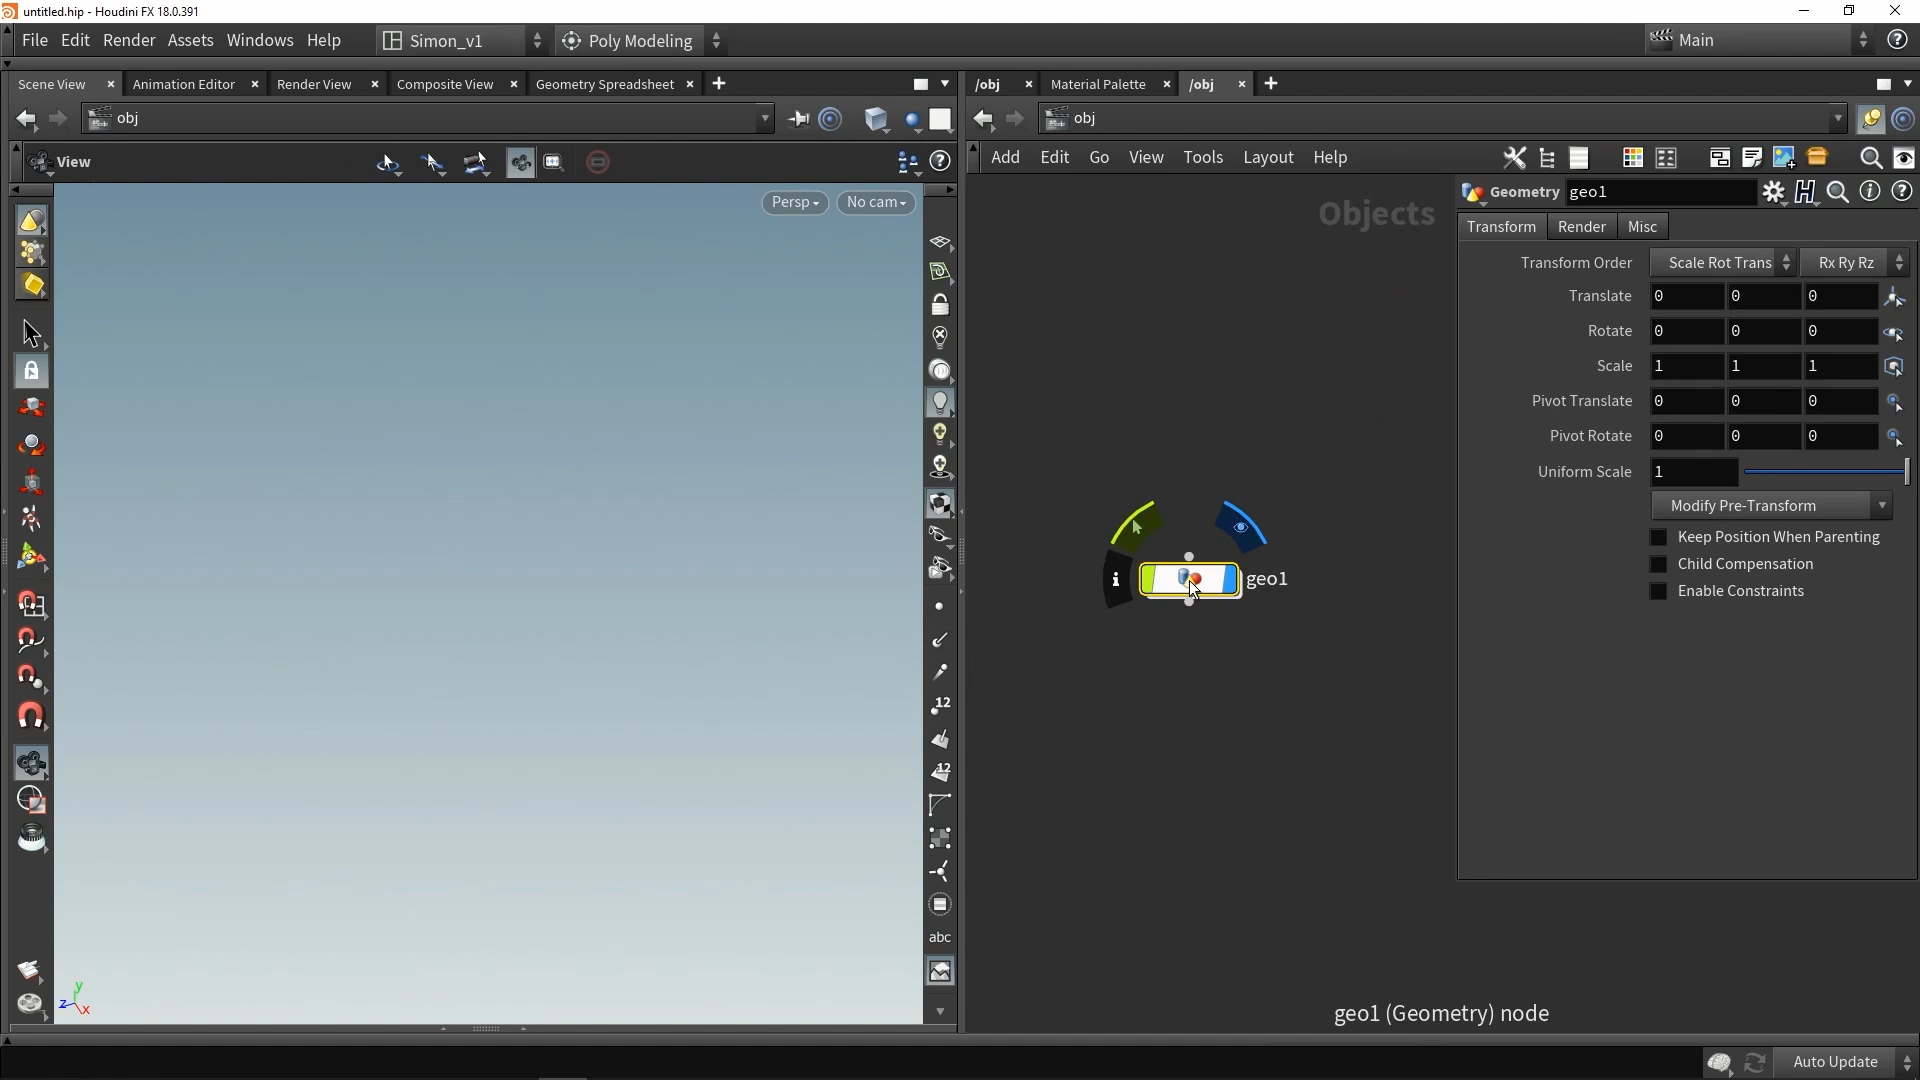 untitled.hip - Houdini FX 18.0.391
File Edit Render Assets Windows Help Simon_v1 Poly Modeling Main
Scene View Animation Editor Render View Composite View Geometry Spreadsheet
/obj Material Palette /obj
obj
obj
View
Add Edit Go View Tools Layout Help
Persp No cam
Objects
Geometry geo1
Transform Render Misc
Transform Order Scale Rot Trans Rx Ry Rz
Translate 0 0 0
Rotate 0 0 0
Scale 1 1 1
Pivot Translate 0 0 0
Pivot Rotate 0 0 0
Uniform Scale 1
Modify Pre-Transform
Keep Position When Parenting
Child Compensation
Enable Constraints
geo1
12
12
abc
y
z
x
geo1 (Geometry) node
Auto Update